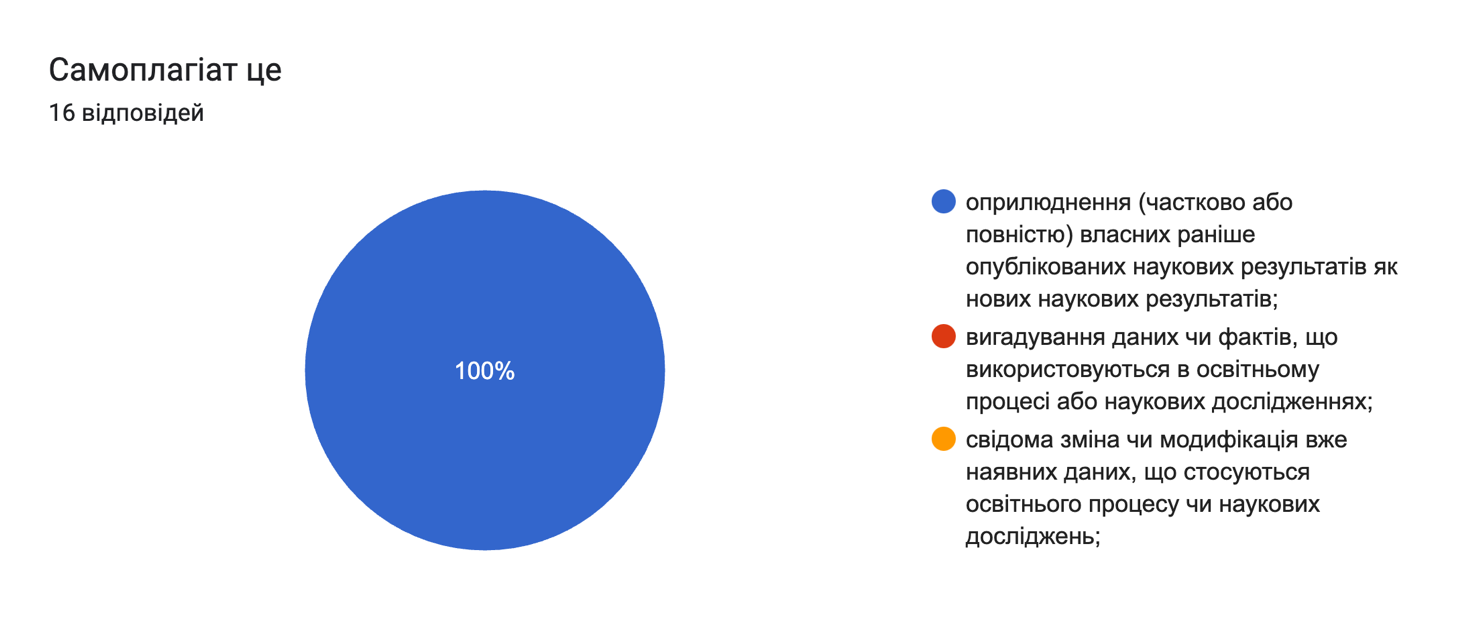 Самоплагіат це
16 відповідей
100%
оприлюднення (частково або
повністю) власних раніше
опублікованих наукових результатів як
нових наукових результатів;
вигадування даних чи фактів, що
використовуються в освітньому
процесі або наукових дослідженнях;
свідома зміна чи модифікація вже
наявних даних, що стосуються
освітнього процесу чи наукових
досліджень;